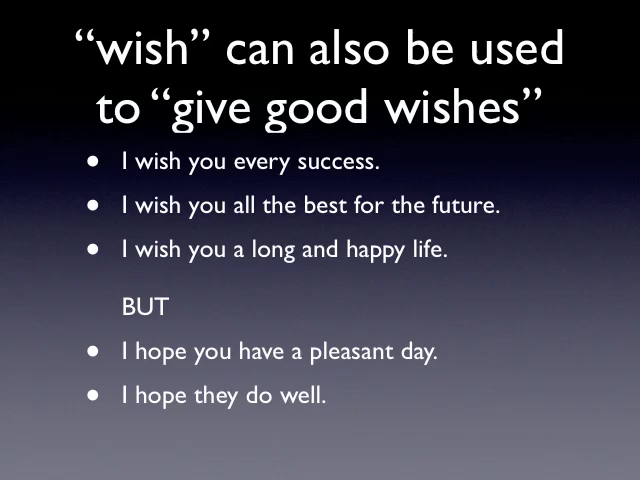 “wish” can also be used
to “give good wishes”
• I wish you every success.
• I wish you all the best for the future.
• I wish you a long and happy life.
BUT
• I hope you have a pleasant day.
• I hope they do well.